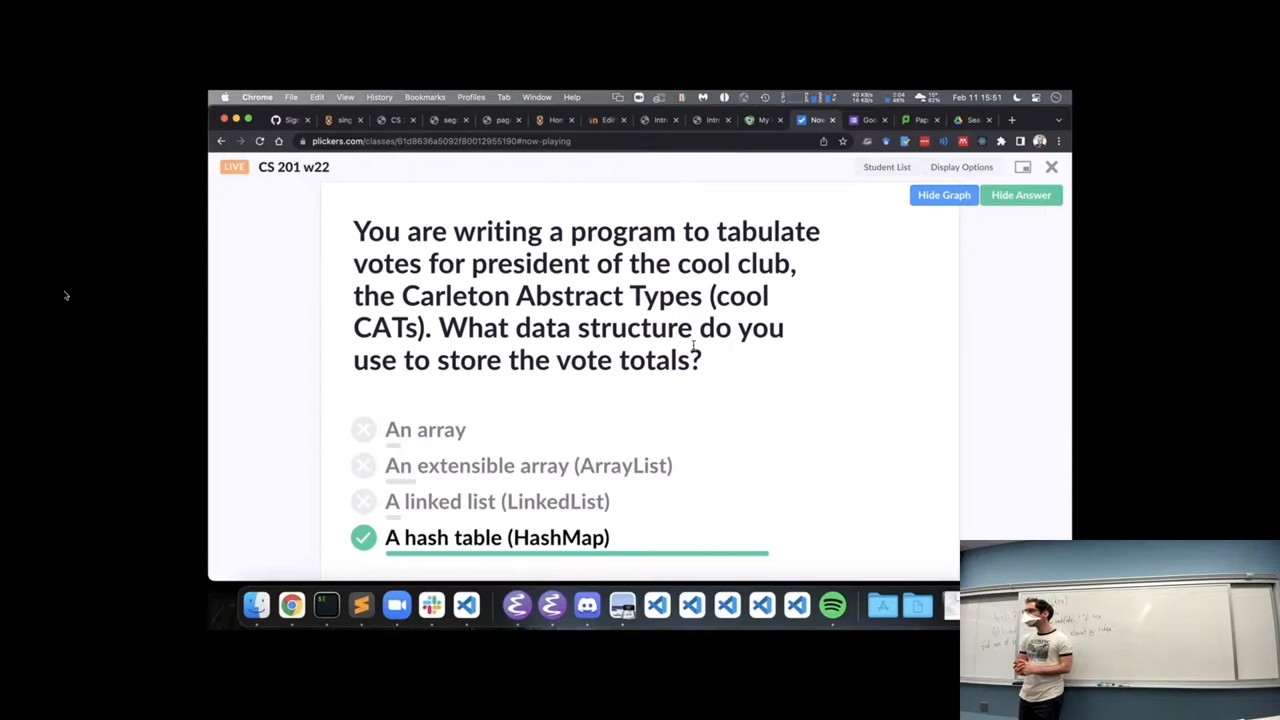 Chrome File Edit View History Bookmarks Profiles Tab Window Help Feb 11 15:51
plickers.com/classes/61d8636a5092f80012955190#now-playing
LIVE CS 201 w22 Student List Display Options
Hide Graph Hide Answer
You are writing a program to tabulate
votes for president of the cool club,
the Carleton Abstract Types (cool
CATs). What data structure do you
use to store the vote totals?
An array
An extensible array (ArrayList)
A linked list (LinkedList)
A hash table (HashMap)